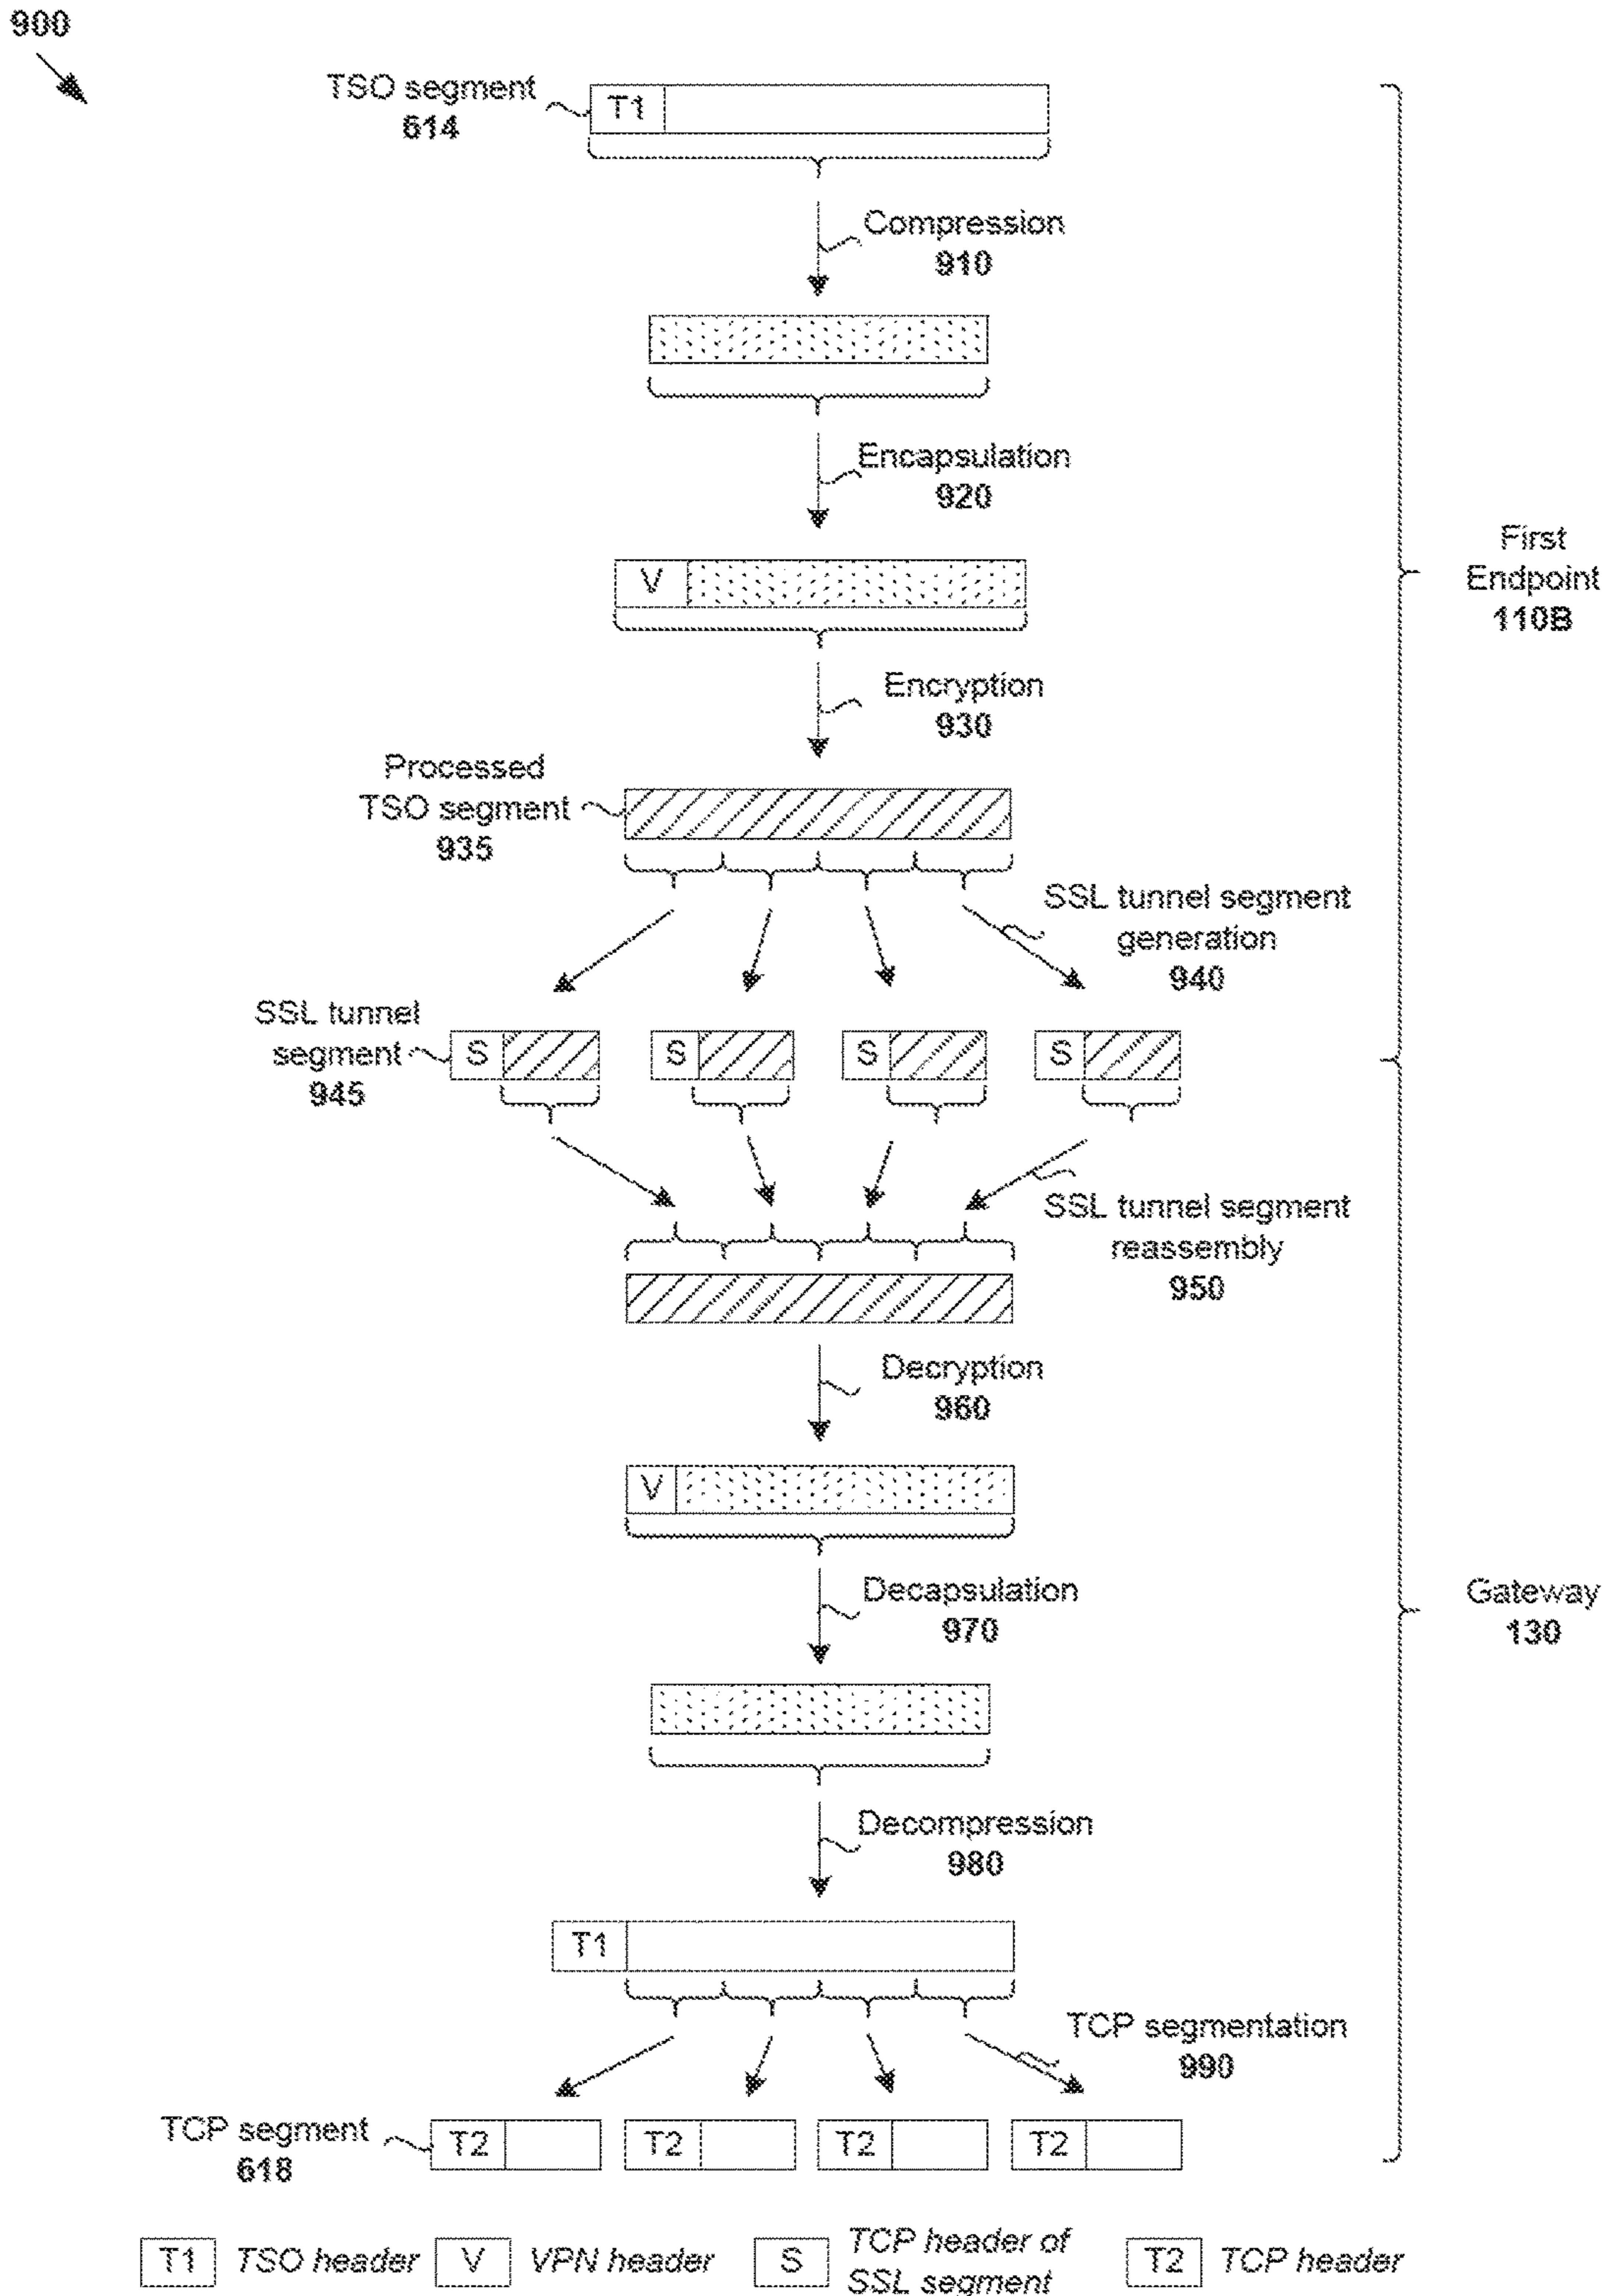 900
TSO segment
614
T1
Compression
910
Encapsulation
920
V
First
Endpoint
110B
Encryption
930
Processed
TSO segment
935
SSL tunnel segment
generation
940
SSL tunnel
segment
945
S
S
S
S
SSL tunnel segment
reassembly
950
Decryption
960
V
Decapsulation
970
Gateway
130
Decompression
980
T1
TCP segmentation
990
TCP segment
618
T2
T2
T2
T2
T1 TSO header
V VPN header
S TCP header of
SSL segment
T2 TCP header